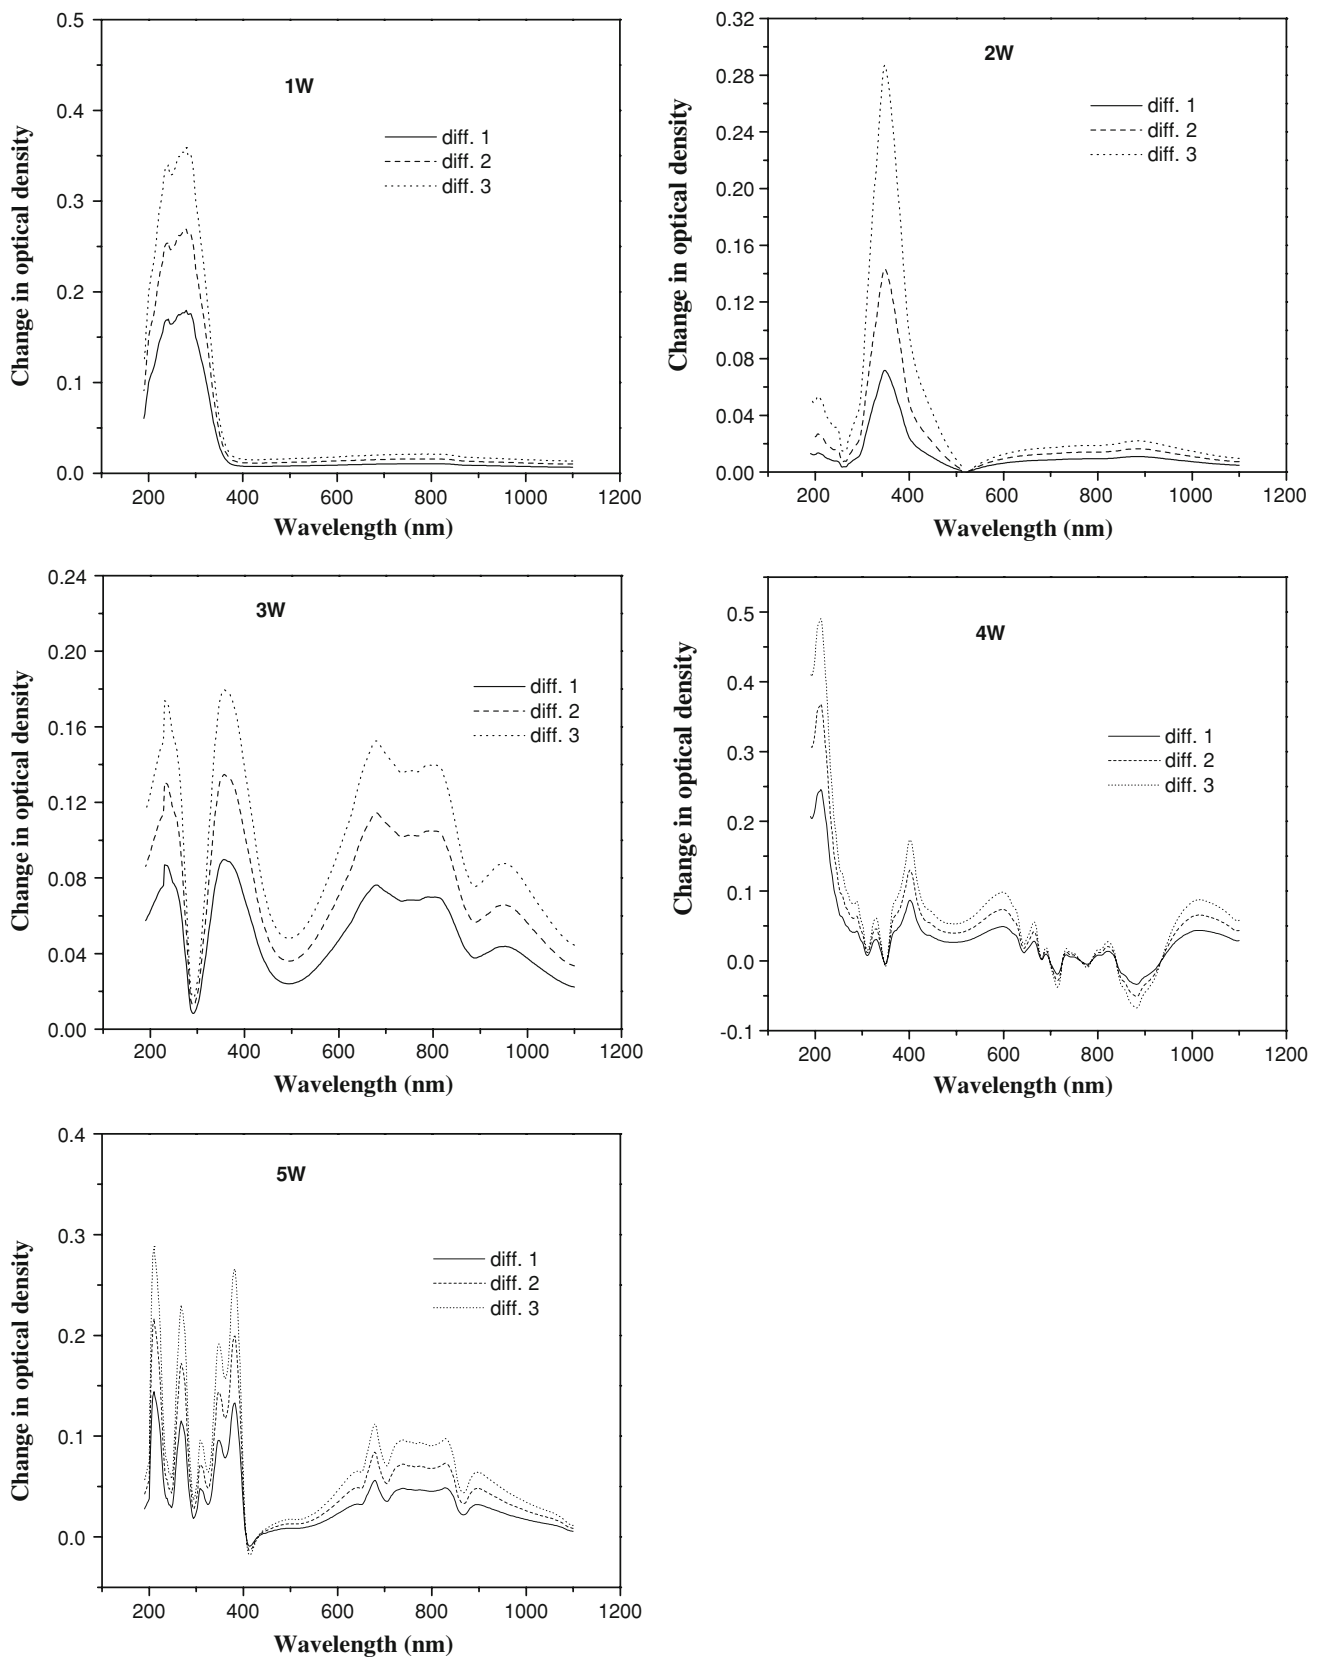 1W
diff. 1
diff. 2
diff. 3
0.5
0.4
0.3
0.2
0.1
0.0
200 400 600 800 1000 1200
Wavelength (nm)
Change in optical density
2W
diff. 1
diff. 2
diff. 3
0.32
0.28
0.24
0.20
0.16
0.12
0.08
0.04
0.00
200 400 600 800 1000 1200
Wavelength (nm)
Change in optical density
3W
diff. 1
diff. 2
diff. 3
0.24
0.20
0.16
0.12
0.08
0.04
0.00
200 400 600 800 1000 1200
Wavelength (nm)
Change in optical density
4W
diff. 1
diff. 2
diff. 3
0.5
0.4
0.3
0.2
0.1
0.0
-0.1
200 400 600 800 1000 1200
Wavelength (nm)
Change in optical density
5W
diff. 1
diff. 2
diff. 3
0.4
0.3
0.2
0.1
0.0
200 400 600 800 1000 1200
Wavelength (nm)
Change in optical density